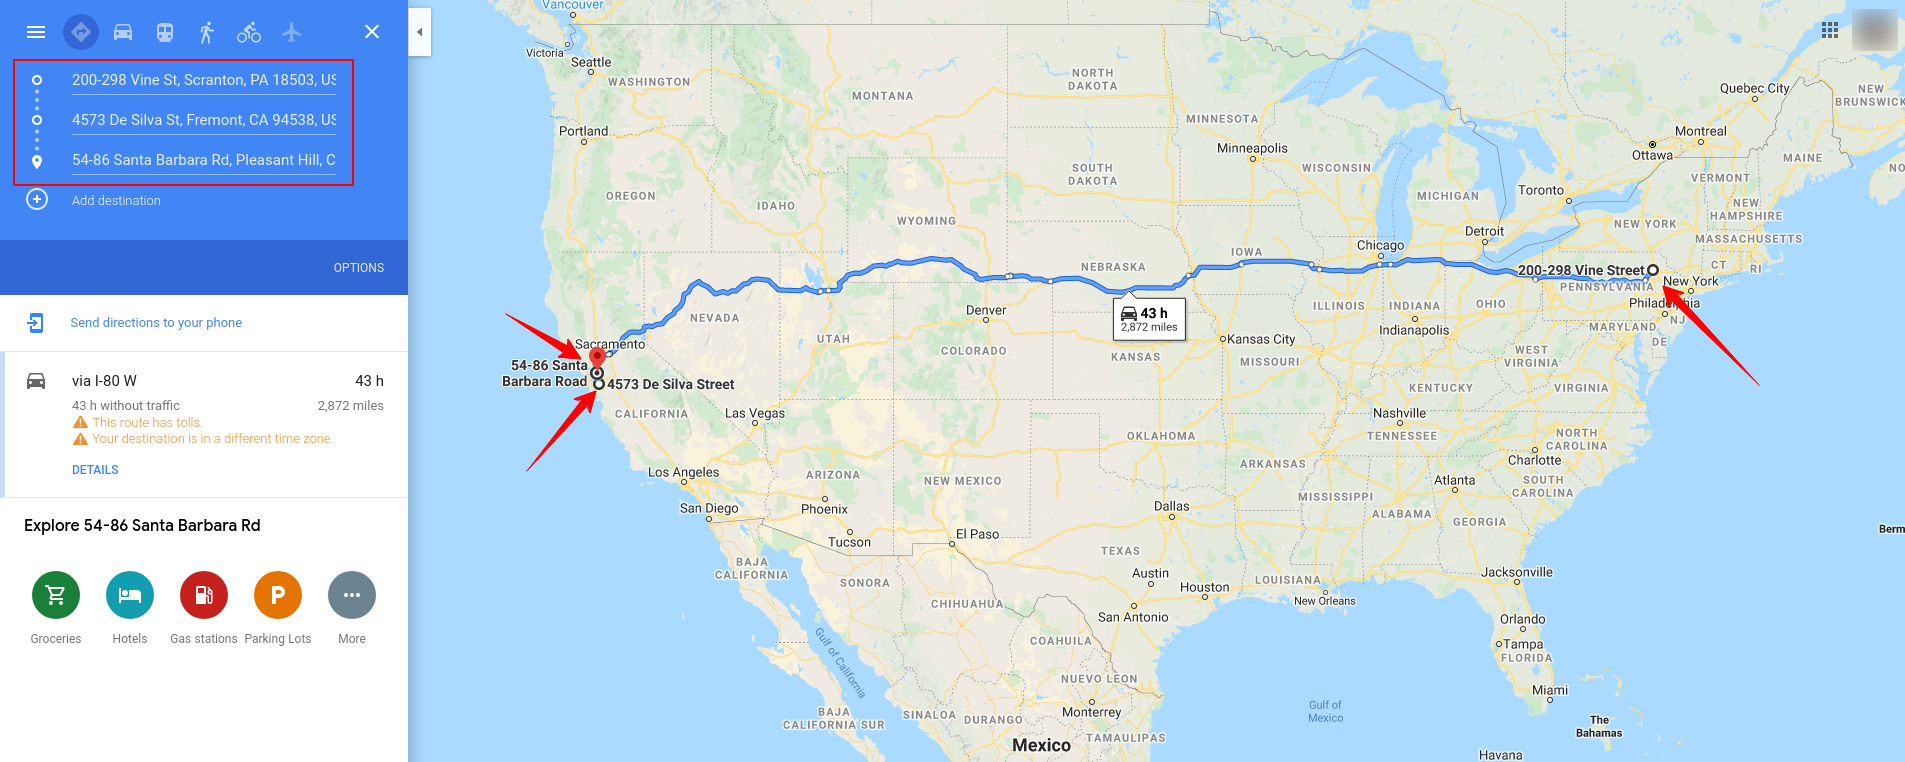 200-298 Vine St, Scranton, PA 18503, US
4573 De Silva St, Fremont, CA 94538, US
54-86 Santa Barbara Rd, Pleasant Hill, C
Add destination
OPTIONS
Send directions to your phone
via I-80 W
43 h
43 h without traffic
2,872 miles
This route has tolls.
Your destination is in a different time zone.
DETAILS
Explore 54-86 Santa Barbara Rd
Groceries
Hotels
Gas stations
Parking Lots
More
P
Vancouver
Victoria
Seattle
WASHINGTON
MONTANA
NORTH
DAKOTA
MINNESOTA
Quebec City
NEW
BRUNSWICK
Portland
Minneapolis
Montreal
Ottawa
MAINE
OREGON
IDAHO
SOUTH
DAKOTA
WISCONSIN
MICHIGAN
Toronto
VERMONT
NEW
HAMPSHIRE
WYOMING
NEW YORK
MASSACHUSETTS
Chicago
Detroit
IOWA
NEBRASKA
200-298 Vine Street
CT
RI
PENNSYLVANIA
New York
43 h
2,872 miles
Denver
NEVADA
ILLINOIS
INDIANA
OHIO
Philadelphia
NJ
MARYLAND
Indianapolis
Sacramento
UTAH
COLORADO
KANSAS
Kansas City
MISSOURI
WEST
VIRGINIA
DE
54-86 Santa
Barbara Road
4573 De Silva Street
KENTUCKY
VIRGINIA
CALIFORNIA
Las Vegas
Nashville
TENNESSEE
OKLAHOMA
NORTH
CAROLINA
Charlotte
Los Angeles
ARIZONA
NEW MEXICO
ARKANSAS
Atlanta
SOUTH
CAROLINA
San Diego
Phoenix
Dallas
MISSISSIPPI
ALABAMA
GEORGIA
Tucson
El Paso
Berm
TEXAS
BAJA
CALIFORNIA
SONORA
Austin
Houston
LOUISIANA
New Orleans
Jacksonville
CHIHUAHUA
San Antonio
Orlando
Tampa
FLORIDA
Gulf of California
COAHUILA
NUEVO LEON
Miami
BAJA
CALIFORNIA SUR
SINALOA
DURANGO
Monterrey
Gulf of
Mexico
The
Bahamas
TAMAULIPAS
Mexico
Havana